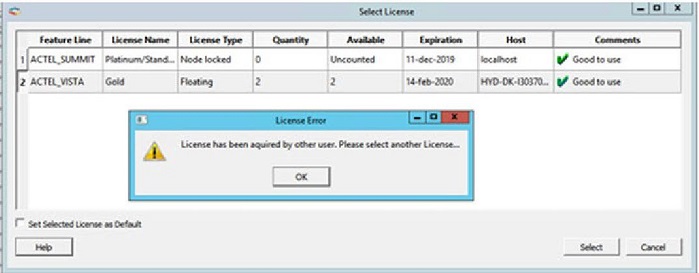 Select License
Feature Line License Name License Type Quantity Available Expiration Host Comments
1 ACTEL_SUMMIT Platinum/Stand... Node locked 0 Uncounted 11-dec-2019 localhost Good to use
2 ACTEL_VISTA Gold Floating 2 2 14-feb-2020 HYD-DK-I30370... Good to use
License Error
License has been aquired by other user. Please select another License...
OK
Set Selected License as Default
Help Select Cancel